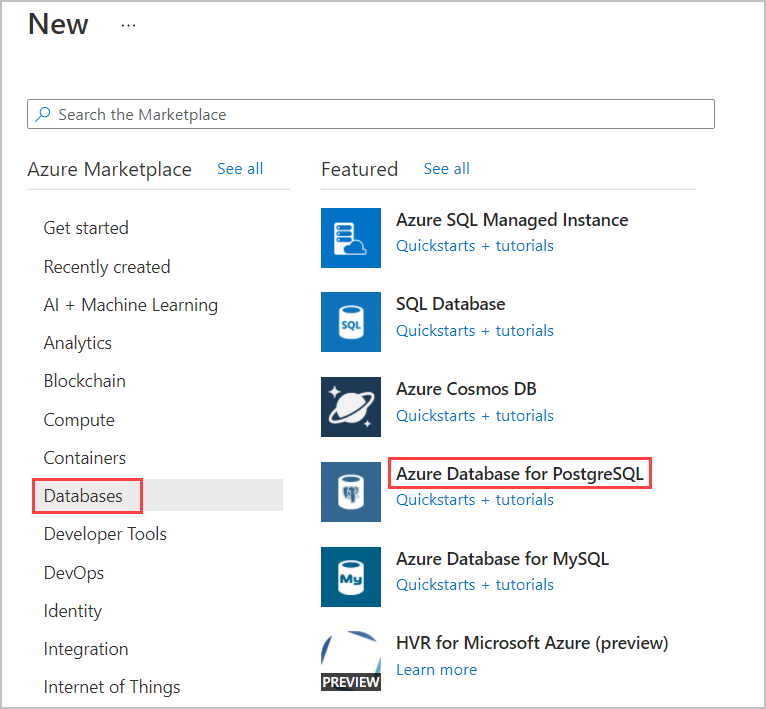 New ...
Search the Marketplace
Azure Marketplace See all
Get started
Recently created
AI + Machine Learning
Analytics
Blockchain
Compute
Containers
Databases
Developer Tools
DevOps
Identity
Integration
Internet of Things
Featured See all
Azure SQL Managed Instance
Quickstarts + tutorials
SQL
SQL Database
Quickstarts + tutorials
Azure Cosmos DB
Quickstarts + tutorials
Azure Database for PostgreSQL
Quickstarts + tutorials
My
Azure Database for MySQL
Quickstarts + tutorials
PREVIEW
HVR for Microsoft Azure (preview)
Learn more